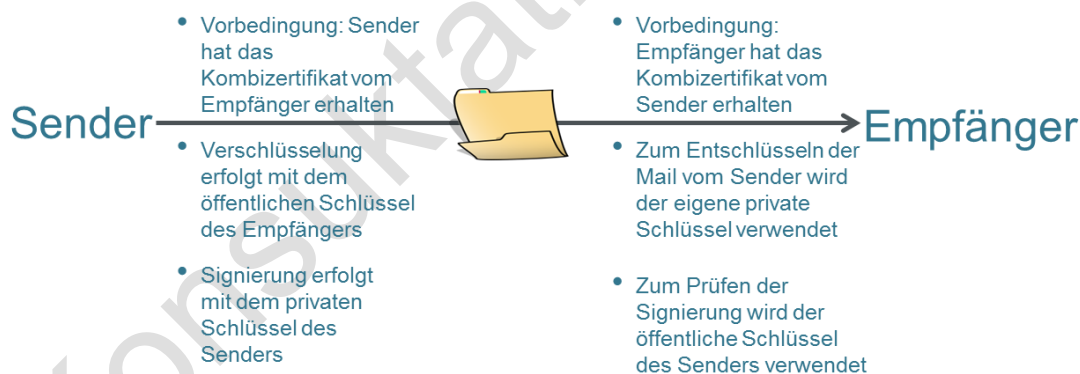 • Vorbedingung: Sender
hat das
Kombizertifikat vom
Empfänger erhalten
• Vorbedingung:
Empfänger hat das
Kombizertifikat vom
Sender erhalten
Sender
Empfänger
• Verschlüsselung
erfolgt mit dem
öffentlichen Schlüssel
des Empfängers
• Signierung erfolgt
mit dem privaten
Schlüssel des
Senders
• Zum Entschlüsseln der
Mail vom Sender wird
der eigene private
Schlüssel verwendet
• Zum Prüfen der
Signierung wird der
öffentliche Schlüssel
des Senders verwendet